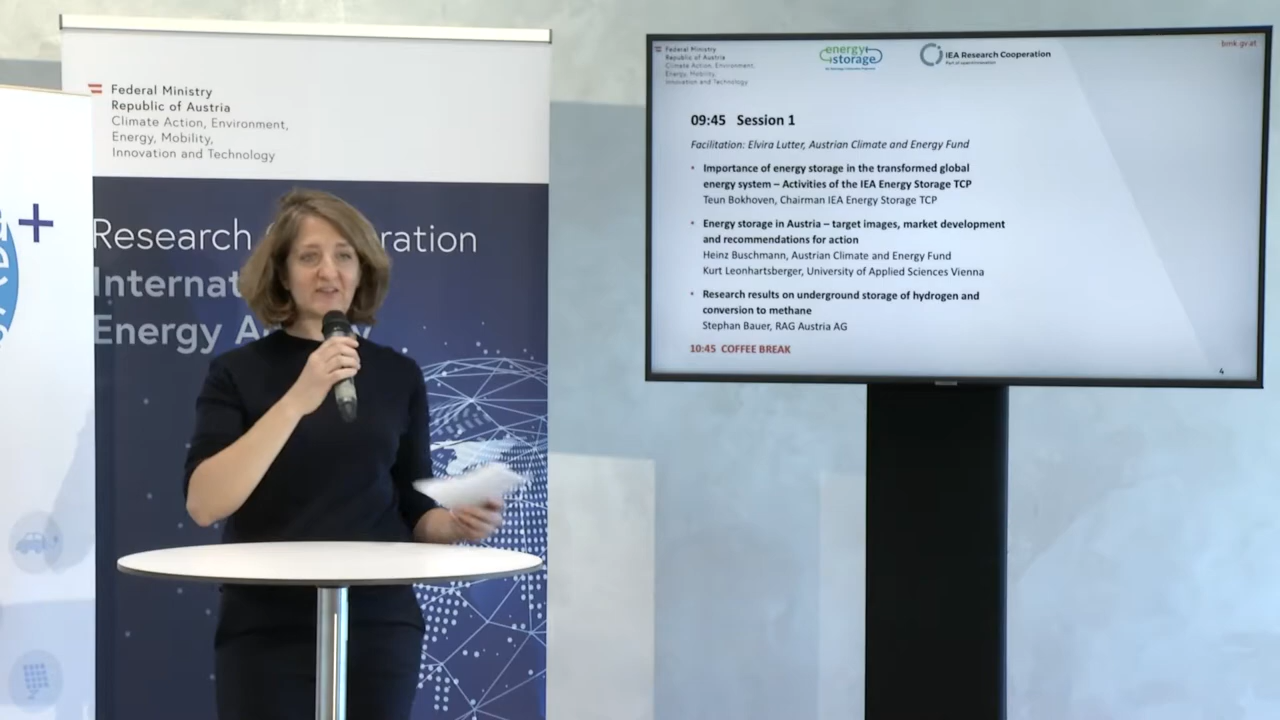 Federal Ministry
Republic of Austria
Climate Action, Environment,
Energy, Mobility,
Innovation and Technology
+
Research
ration
Internat
Energy A
y
Federal Ministry
Republic of Austria
Climate Action, Environment,
Energy, Mobility,
Innovation and Technology
energy
storage
IEA Research Cooperation
bmk.gv.at
09:45 Session 1
Facilitation: Elvira Lutter, Austrian Climate and Energy Fund
• Importance of energy storage in the transformed global
energy system – Activities of the IEA Energy Storage TCP
Teun Bokhoven, Chairman IEA Energy Storage TCP
• Energy storage in Austria – target images, market development
and recommendations for action
Heinz Buschmann, Austrian Climate and Energy Fund
Kurt Leonhartsberger, University of Applied Sciences Vienna
• Research results on underground storage of hydrogen and
conversion to methane
Stephan Bauer, RAG Austria AG
10:45 COFFEE BREAK
4